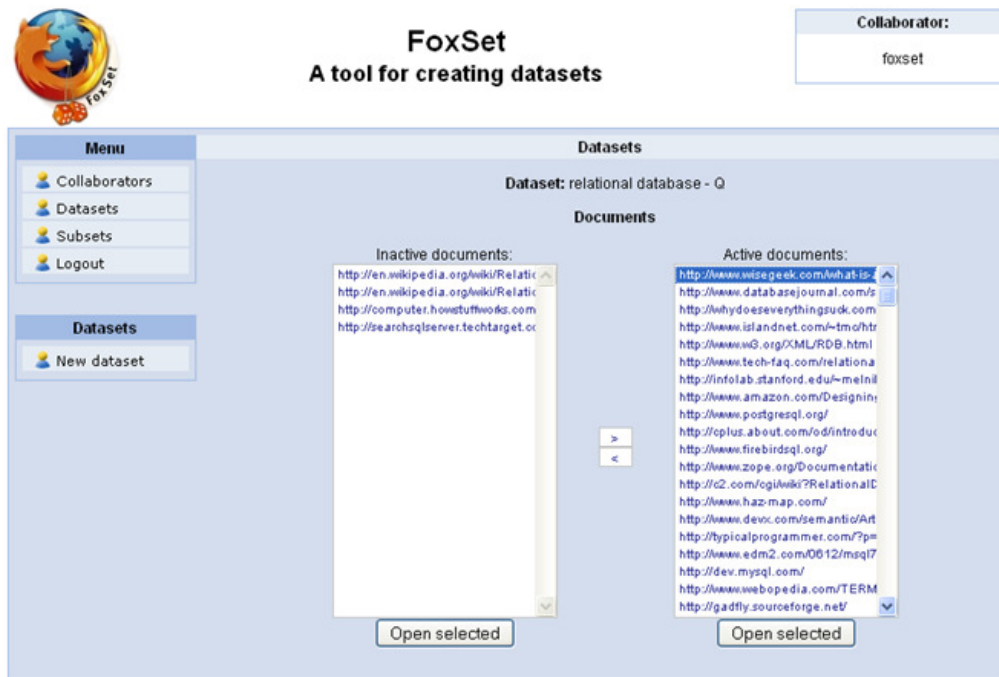 Fox Set
FoxSet
A tool for creating datasets
Collaborator:
foxset
Menu
Collaborators
Datasets
Subsets
Logout
Datasets
New dataset
Datasets
Dataset: relational database - Q
Documents
Inactive documents:
http://en.wikipedia.org/wiki/Relatic
http://en.wikipedia.org/wiki/Relatic
http://computer.howstuffworks.com
http://searchsqlserver.techtarget.cc
Open selected
>
<
Active documents:
http://www.wisegeek.com/what-is-a
http://www.databasejournal.com/s
http://whydoeseverythingsuck.com
http://www.islandnet.com/~tmc/htr
http://www.w3.org/XML/RDB.html
http://www.tech-faq.com/relationa
http://infolab.stanford.edu/~melnil
http://www.amazon.com/Designing
http://www.postgresql.org/
http://cplus.about.com/od/introduc
http://www.firebirdsql.org/
http://www.zope.org/Documentatic
http://c2.com/cgi/wiki?RelationalD
http://www.haz-map.com/
http://www.devx.com/semantic/Art
http://typicalprogrammer.com/?p=
http://www.edm2.com/0612/msql7
http://dev.mysql.com/
http://www.webopedia.com/TERM
http://gadfly.sourceforge.net/
Open selected